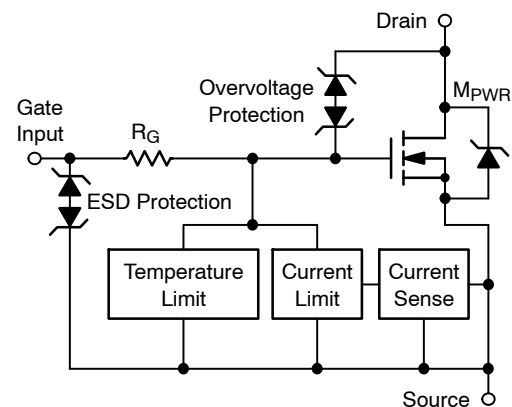 Drain
Overvoltage
Protection
MPWR
Gate
Input
RG
ESD Protection
Temperature
Limit
Current
Limit
Current
Sense
Source